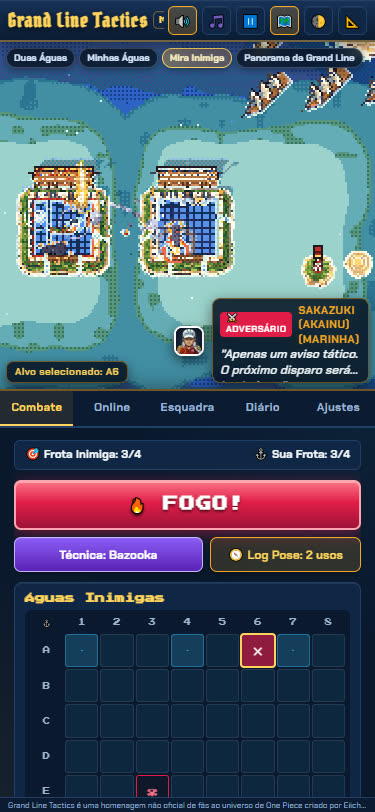 Grand Line Tactics
Duas Águas
Minhas Águas
Mira Inimiga
Panorama da Grand Line
ADVERSÁRIO
SAKAZUKI
(AKAINU)
(MARINHA)
"Apenas um aviso tático.
O próximo disparo será...
Alvo selecionado: A6
Combate
Online
Esquadra
Diário
Ajustes
Frota Inimiga: 3/4
Sua Frota: 3/4
FOGO!
Técnica: Bazooka
Log Pose: 2 usos
Águas Inimigas
1 2 3 4 5 6 7 8
A
B
C
D
E
Grand Line Tactics é uma homenagem não oficial de fãs ao universo de One Piece criado por Eiich...